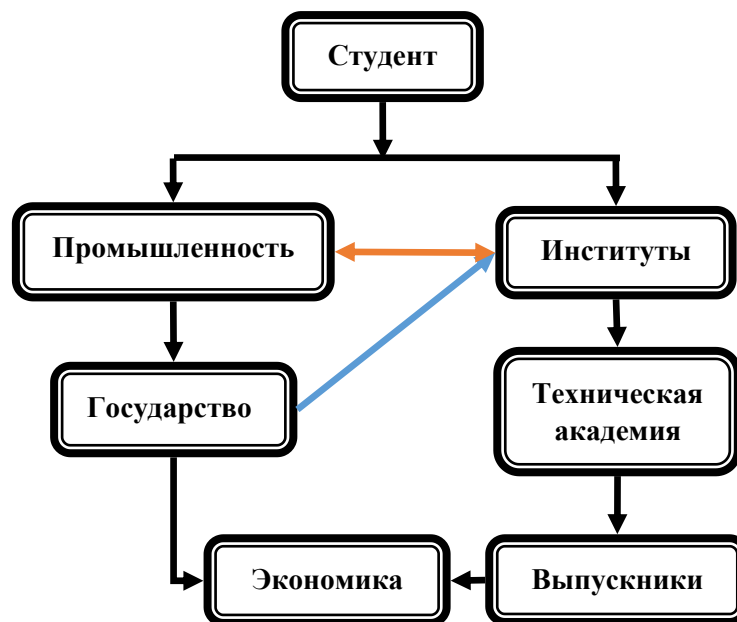 Студент
Промышленность
Институты
Государство
Техническая
академия
Экономика
Выпускники